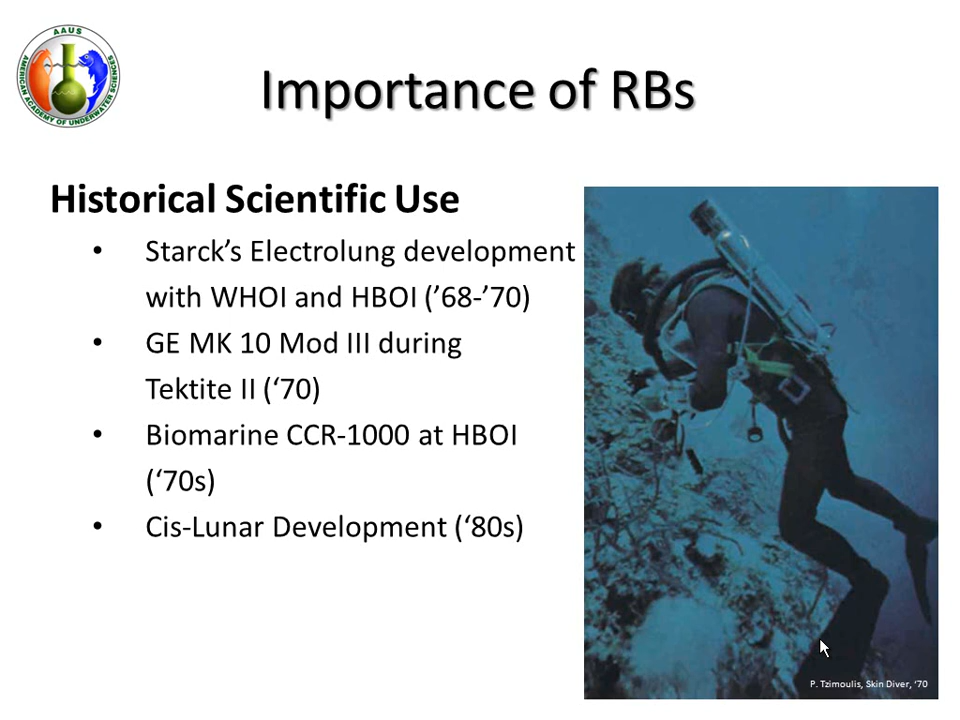 AAUS
AMERICAN ACADEMY OF UNDERWATER SCIENCES
Importance of RBs
Historical Scientific Use
• Starck’s Electrolung development
with WHOI and HBOI (’68-’70)
• GE MK 10 Mod III during
Tektite II (‘70)
• Biomarine CCR-1000 at HBOI
(‘70s)
• Cis-Lunar Development (‘80s)
P. Tzimoulis, Skin Diver, ‘70